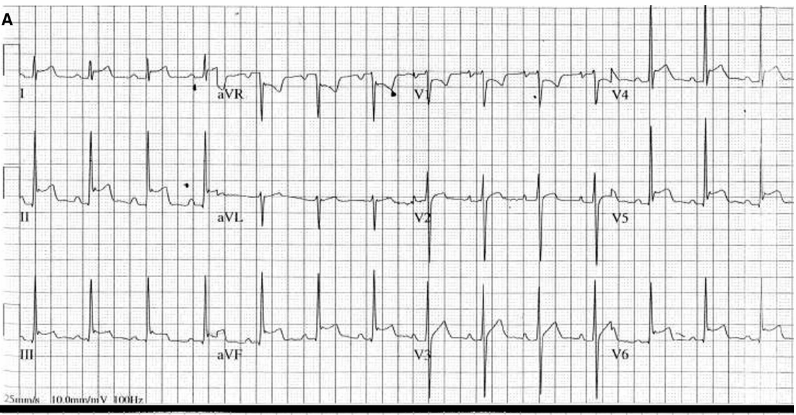 A
I aVR V1 V4
II aVL V2 V5
III aVF V3 V6
25mm/s 10.0mm/mV 100Hz